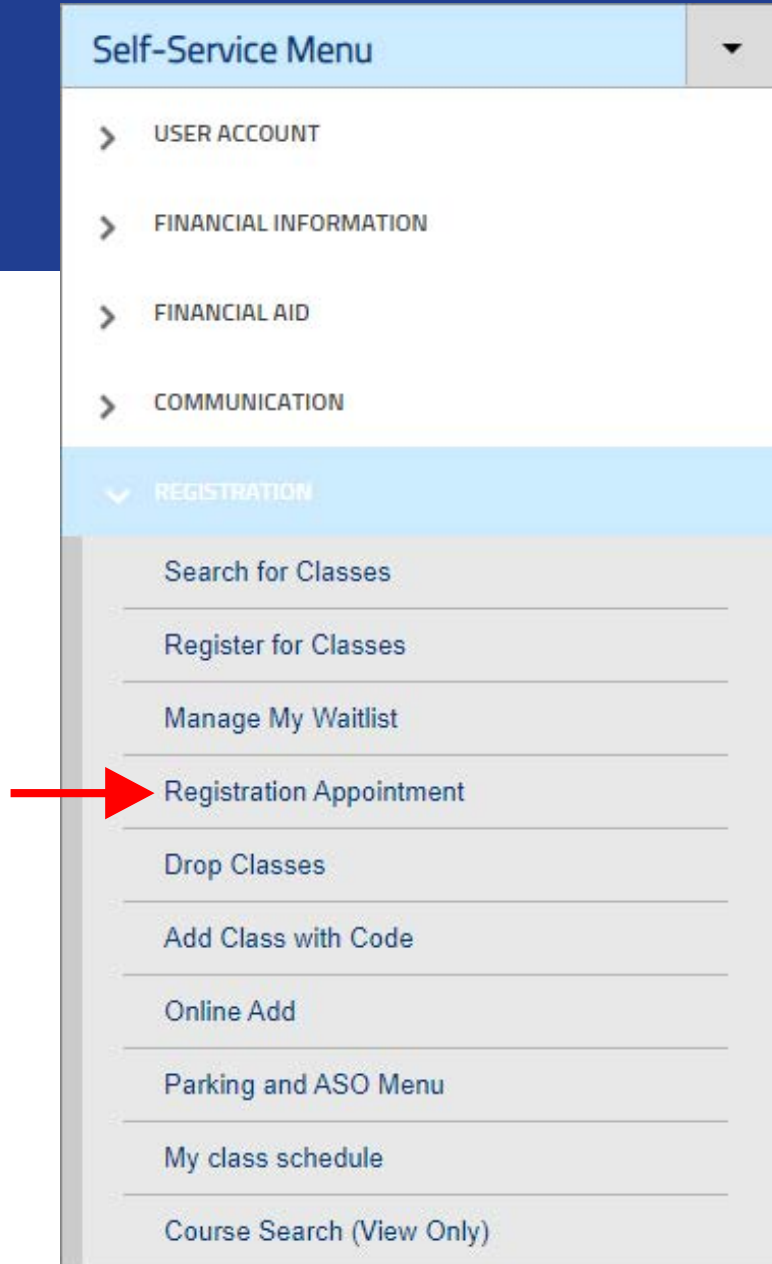 Self-Service Menu
USER ACCOUNT
FINANCIAL INFORMATION
FINANCIAL AID
COMMUNICATION
REGISTRATION
Search for Classes
Register for Classes
Manage My Waitlist
Registration Appointment
Drop Classes
Add Class with Code
Online Add
Parking and ASO Menu
My class schedule
Course Search (View Only)